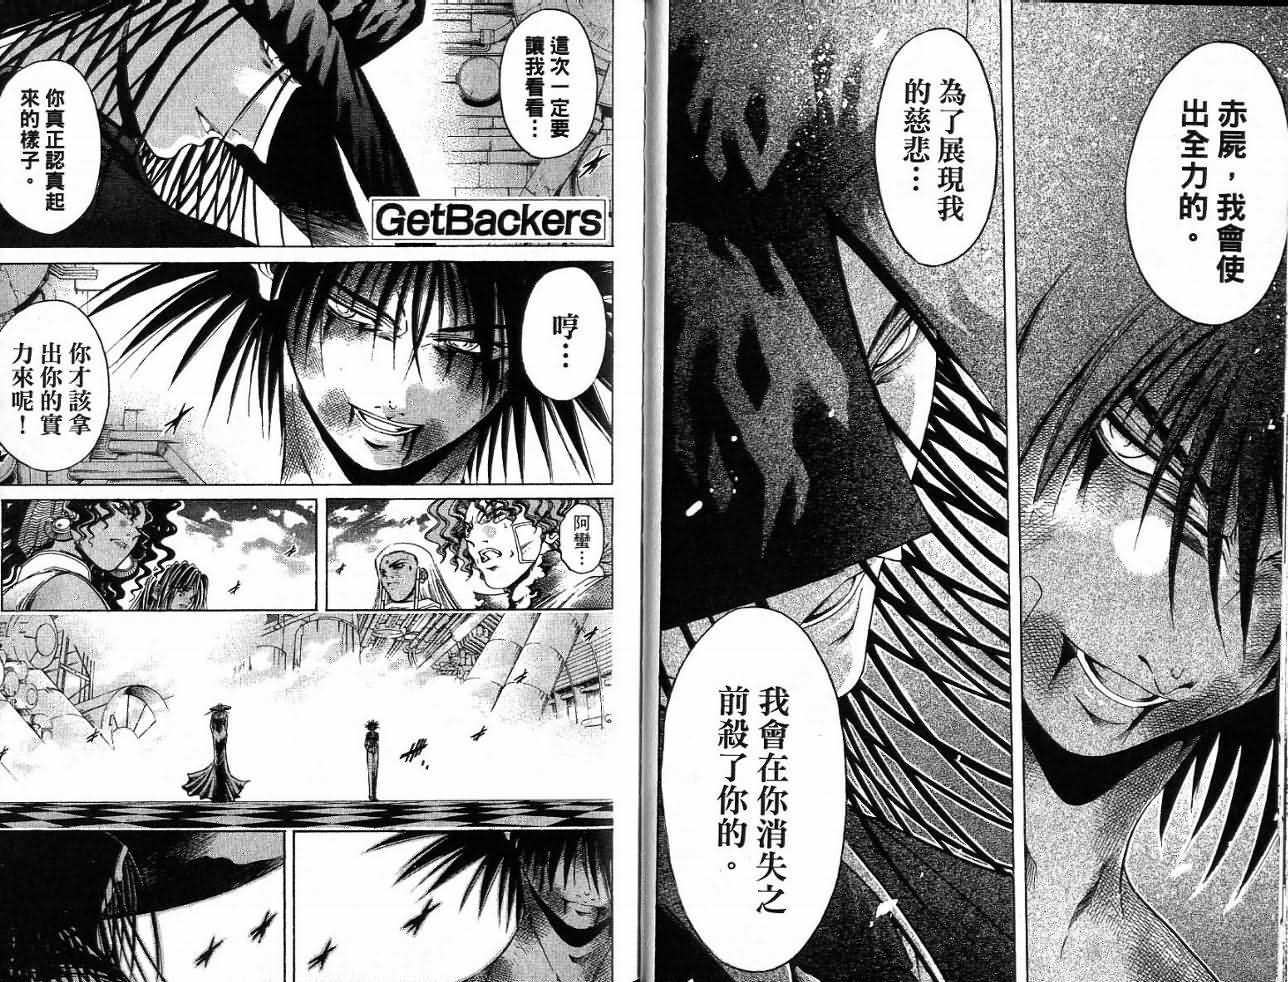 赤屍，我會使
出全力的。
為了展現我
的慈悲…
我會在你消失之
前殺了你的。
這次一定要
讓我看看…
你真正認真起
來的樣子。
GetBackers
哼…
你才該拿
出你的實
力來呢！
阿蠻…